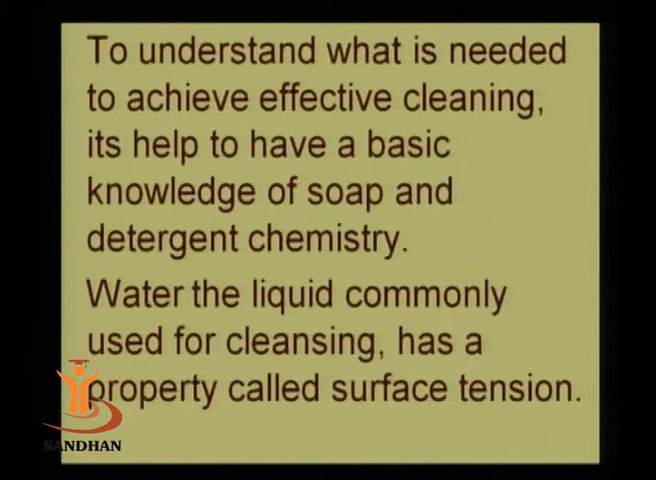 To understand what is needed
to achieve effective cleaning,
its help to have a basic
knowledge of soap and
detergent chemistry.
Water the liquid commonly
used for cleansing, has a
property called surface tension.
SANDHAN